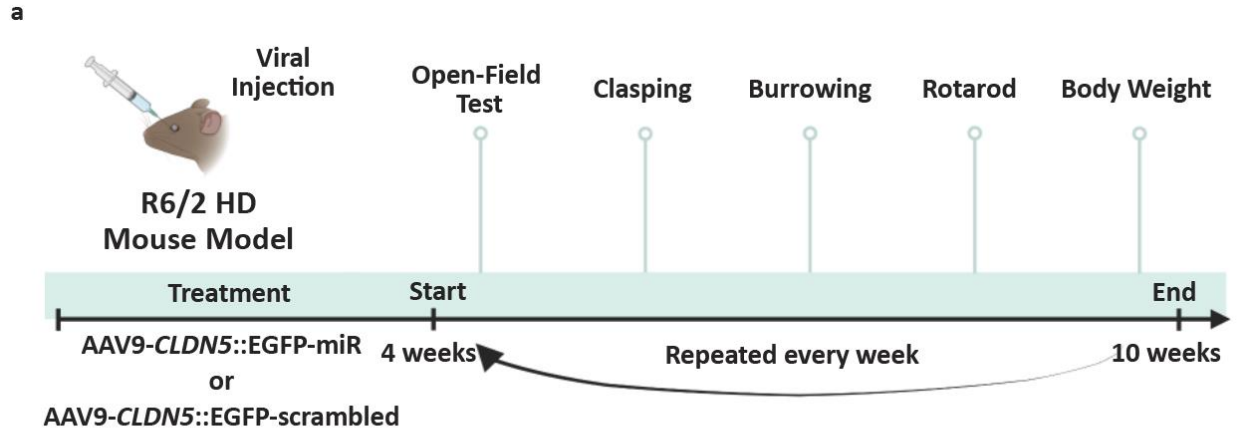 a
Viral
Injection
Open-Field
Test
Clasping
Burrowing
Rotarod
Body Weight
R6/2 HD
Mouse Model
Treatment
Start
End
AAV9-CLDN5::EGFP-miR
or
AAV9-CLDN5::EGFP-scrambled
4 weeks
Repeated every week
10 weeks